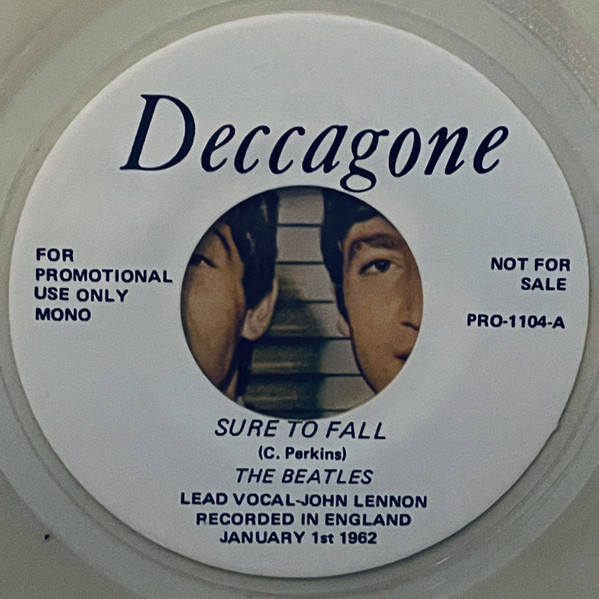 Deccagone
FOR
PROMOTIONAL
USE ONLY
MONO
NOT FOR
SALE
PRO-1104-A
SURE TO FALL
(C. Perkins)
THE BEATLES
LEAD VOCAL-JOHN LENNON
RECORDED IN ENGLAND
JANUARY 1st 1962